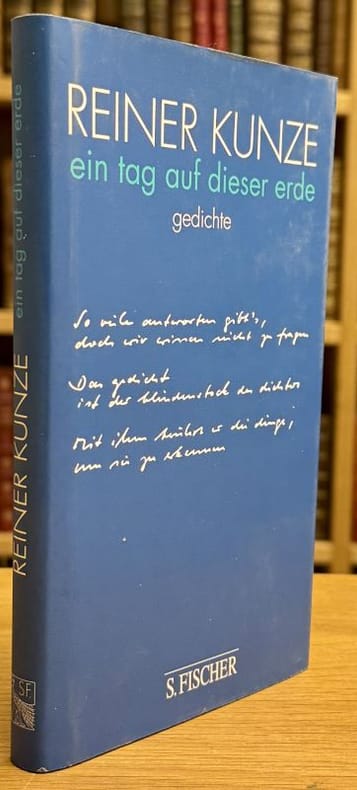 REINER KUNZE
ein tag auf dieser erde
gedichte
So viele antworten gibt's,
doch wir wissen nicht zu fragen
Das gedicht
ist der blindenstock des dichters
Mit ihm berührt er die dinge,
um sie zu erkennen
S. FISCHER
REINER KUNZE ein tag auf dieser erde
S.F.